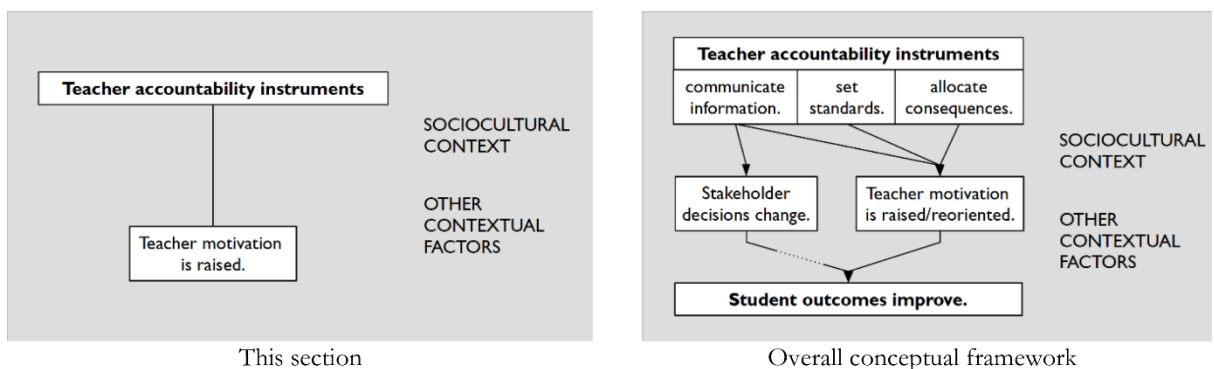 Teacher accountability instruments
SOCIOCULTURAL
CONTEXT
OTHER
CONTEXTUAL
FACTORS
Teacher motivation
is raised.
This section
Teacher accountability instruments
communicate
information.
set
standards.
allocate
consequences.
SOCIOCULTURAL
CONTEXT
Stakeholder
decisions change.
Teacher motivation
is raised/reoriented.
OTHER
CONTEXTUAL
FACTORS
Student outcomes improve.
Overall conceptual framework